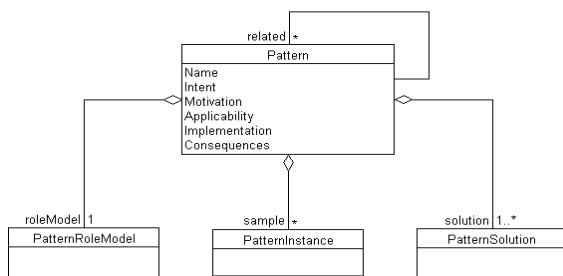 related *
Pattern
Name
Intent
Motivation
Applicability
Implementation
Consequences
roleModel 1
PatternRoleModel
sample *
PatternInstance
solution 1..*
PatternSolution